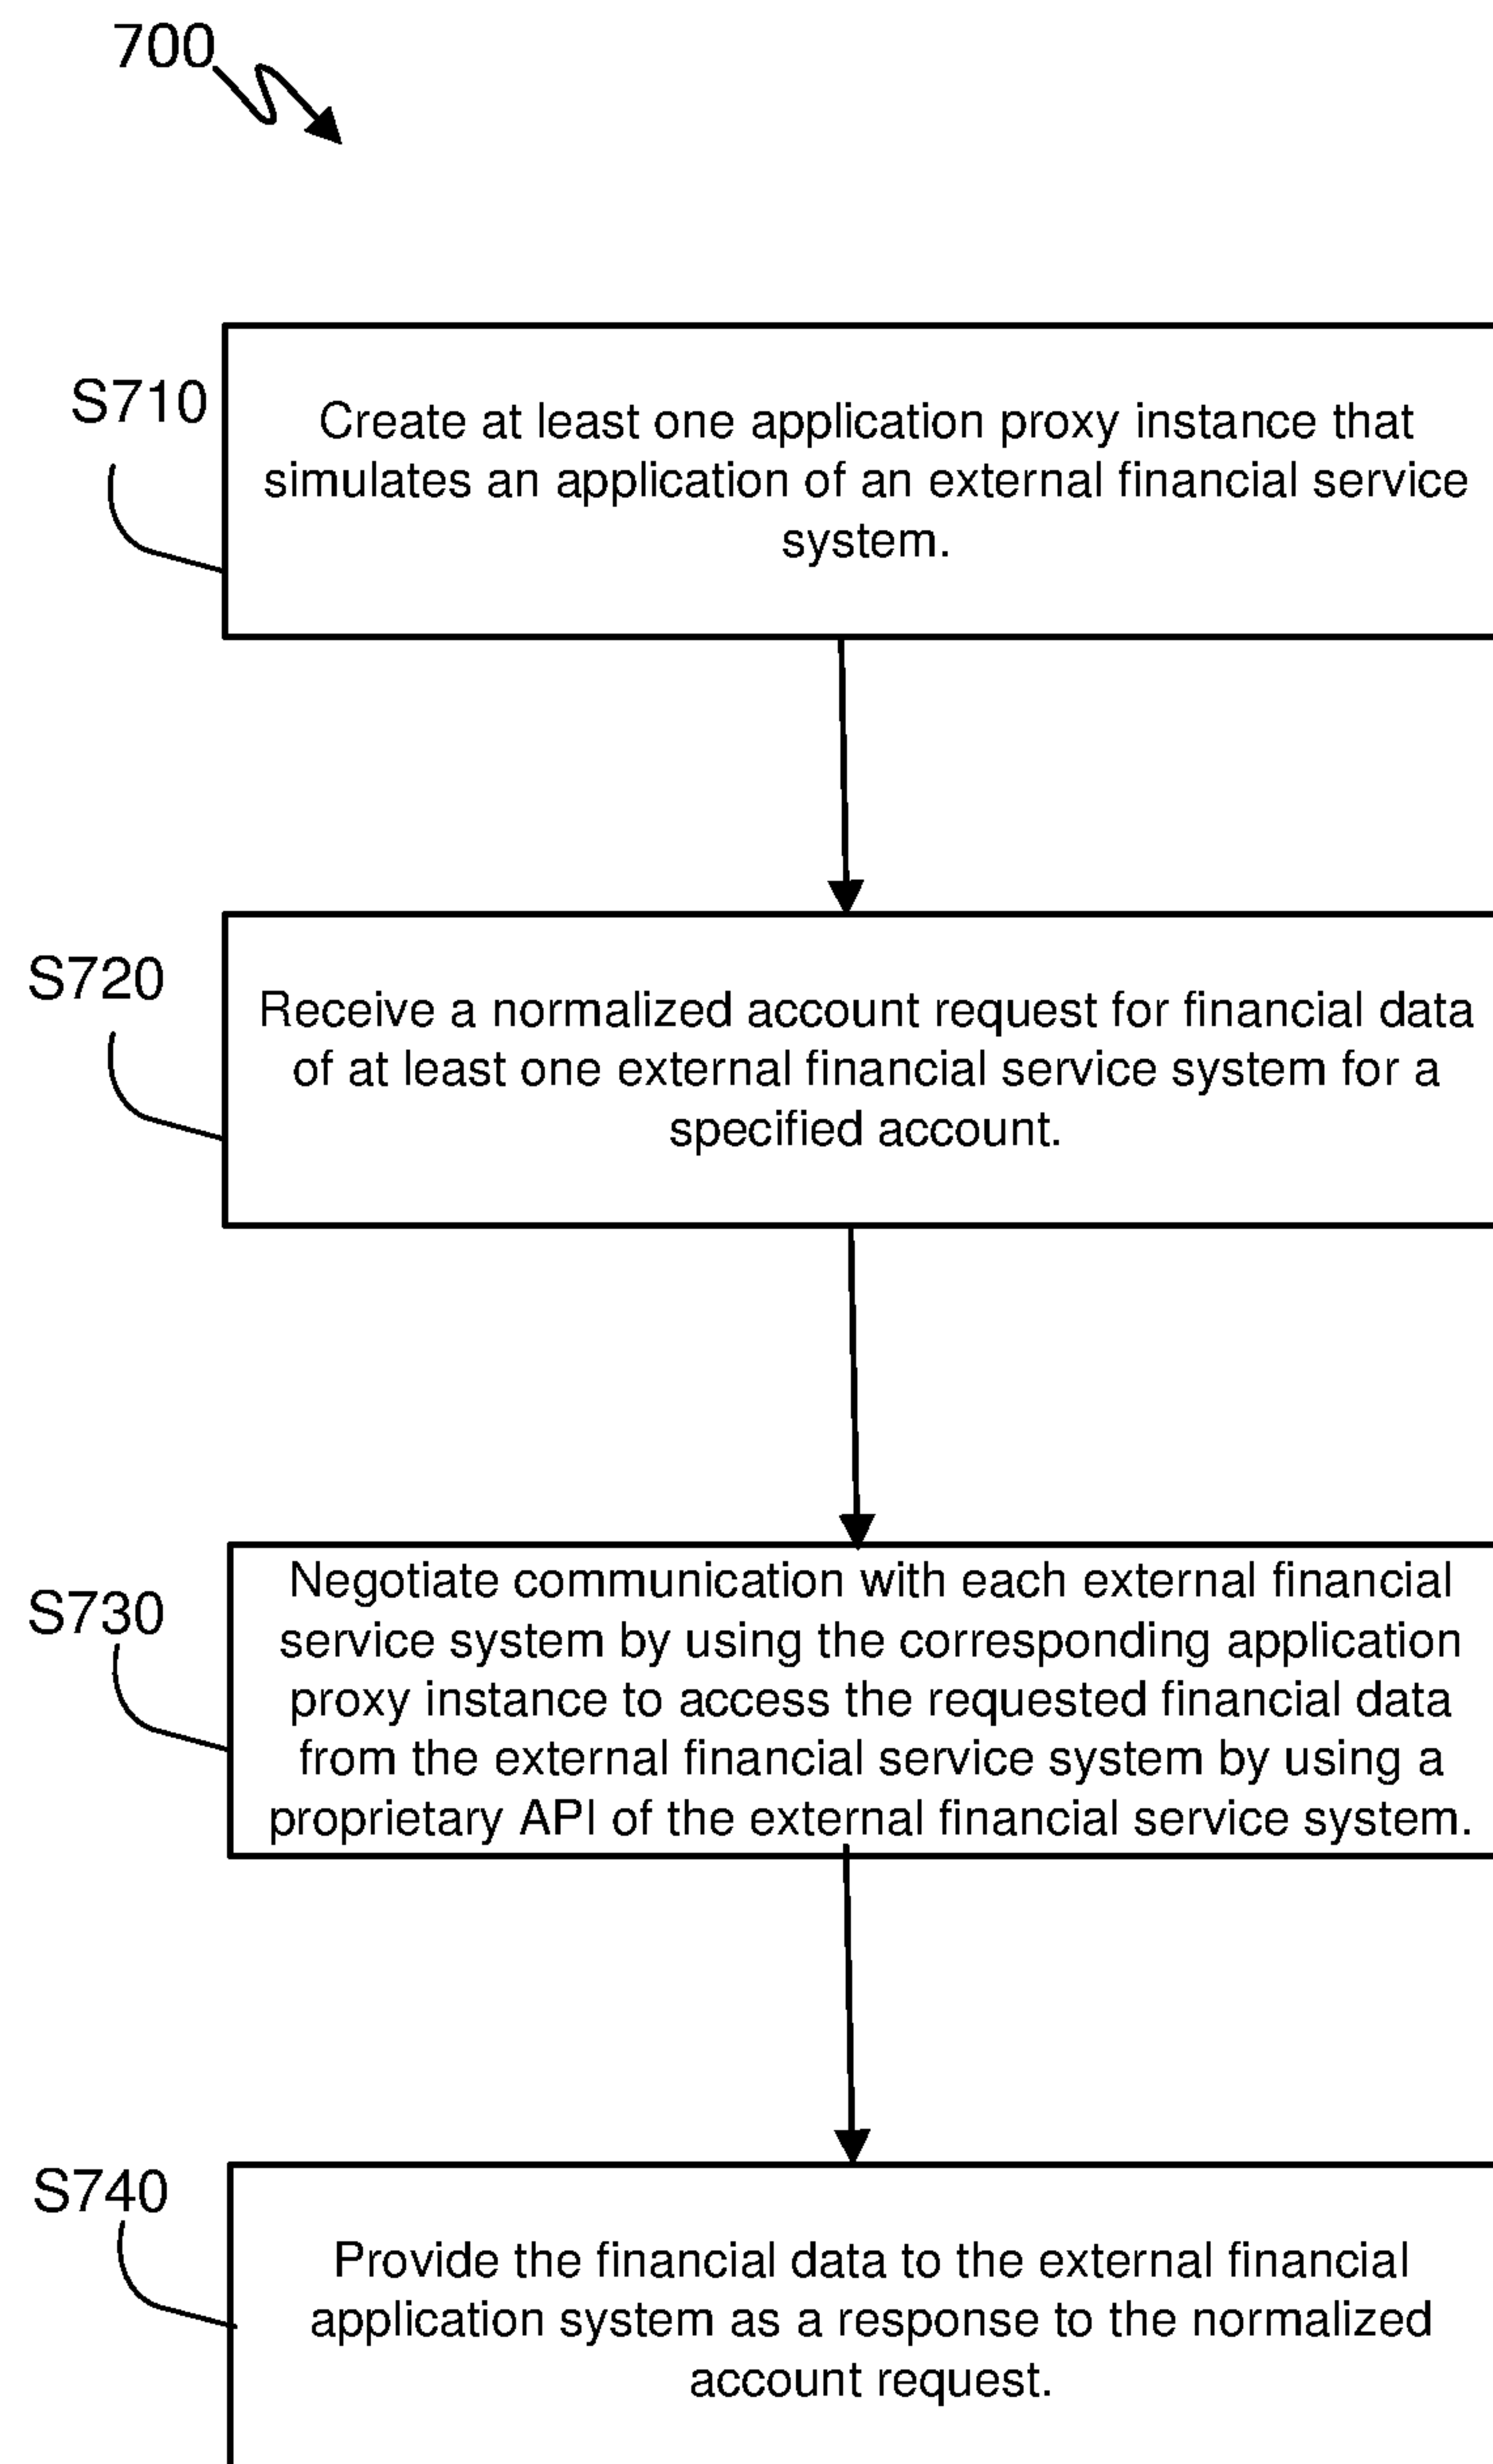 700
S710
Create at least one application proxy instance that
simulates an application of an external financial service
system.
S720
Receive a normalized account request for financial data
of at least one external financial service system for a
specified account.
S730
Negotiate communication with each external financial
service system by using the corresponding application
proxy instance to access the requested financial data
from the external financial service system by using a
proprietary API of the external financial service system.
S740
Provide the financial data to the external financial
application system as a response to the normalized
account request.